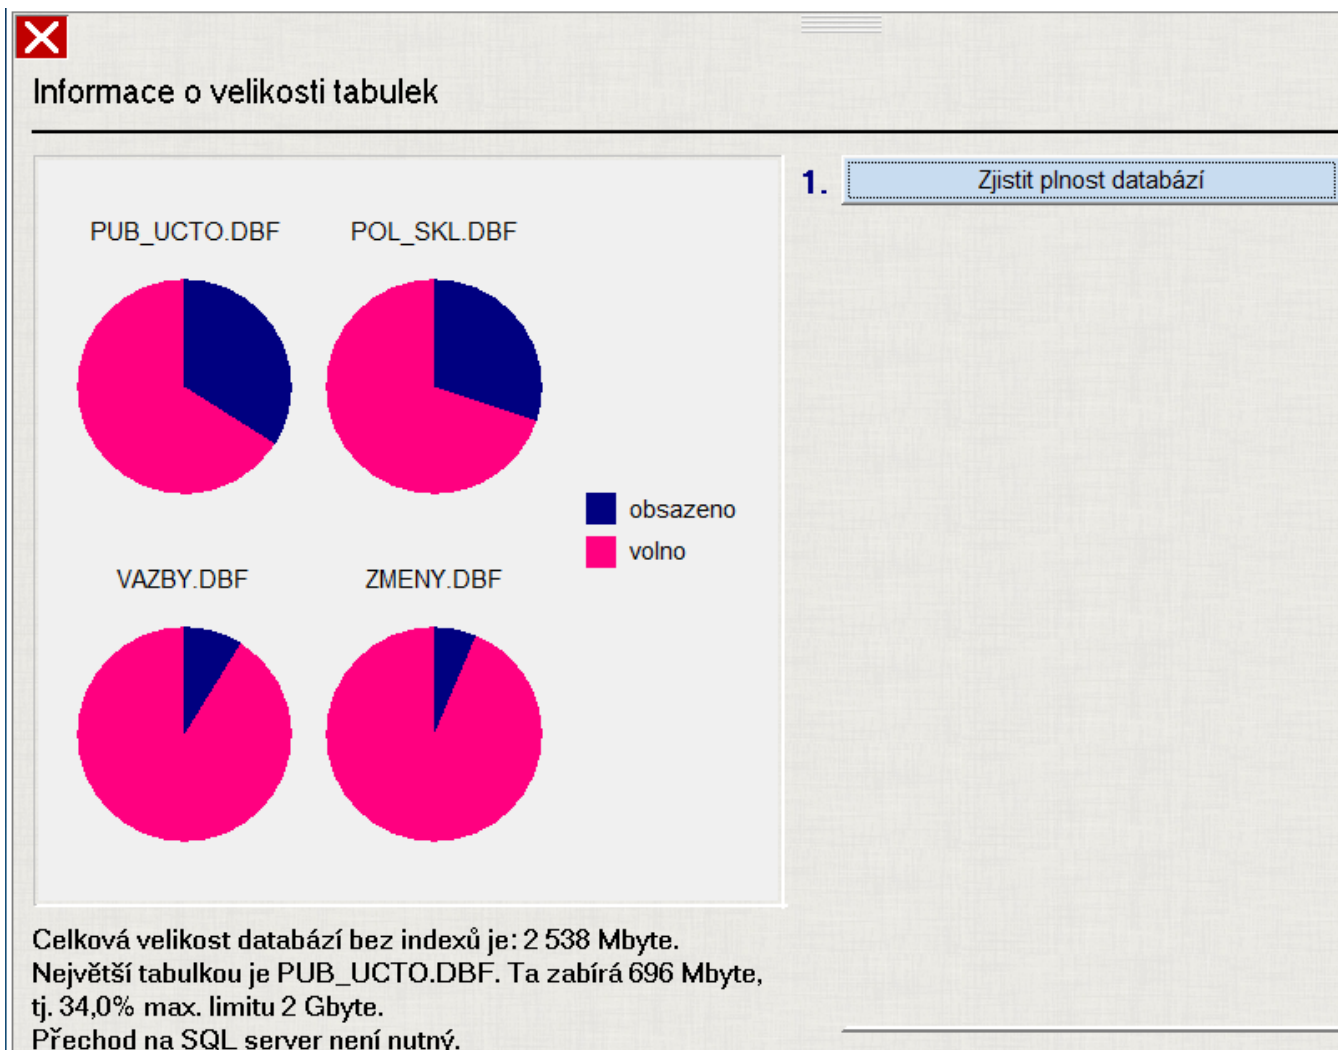 Informace o velikosti tabulek
1. Zjistit plnost databází
PUB_UCTO.DBF POL_SKL.DBF
obsazeno
volno
VAZBY.DBF ZMENY.DBF
Celková velikost databází bez indexů je: 2 538 Mbyte.
Největší tabulkou je PUB_UCTO.DBF. Ta zabírá 696 Mbyte,
tj. 34,0% max. limitu 2 Gbyte.
Přechod na SQL server není nutný.